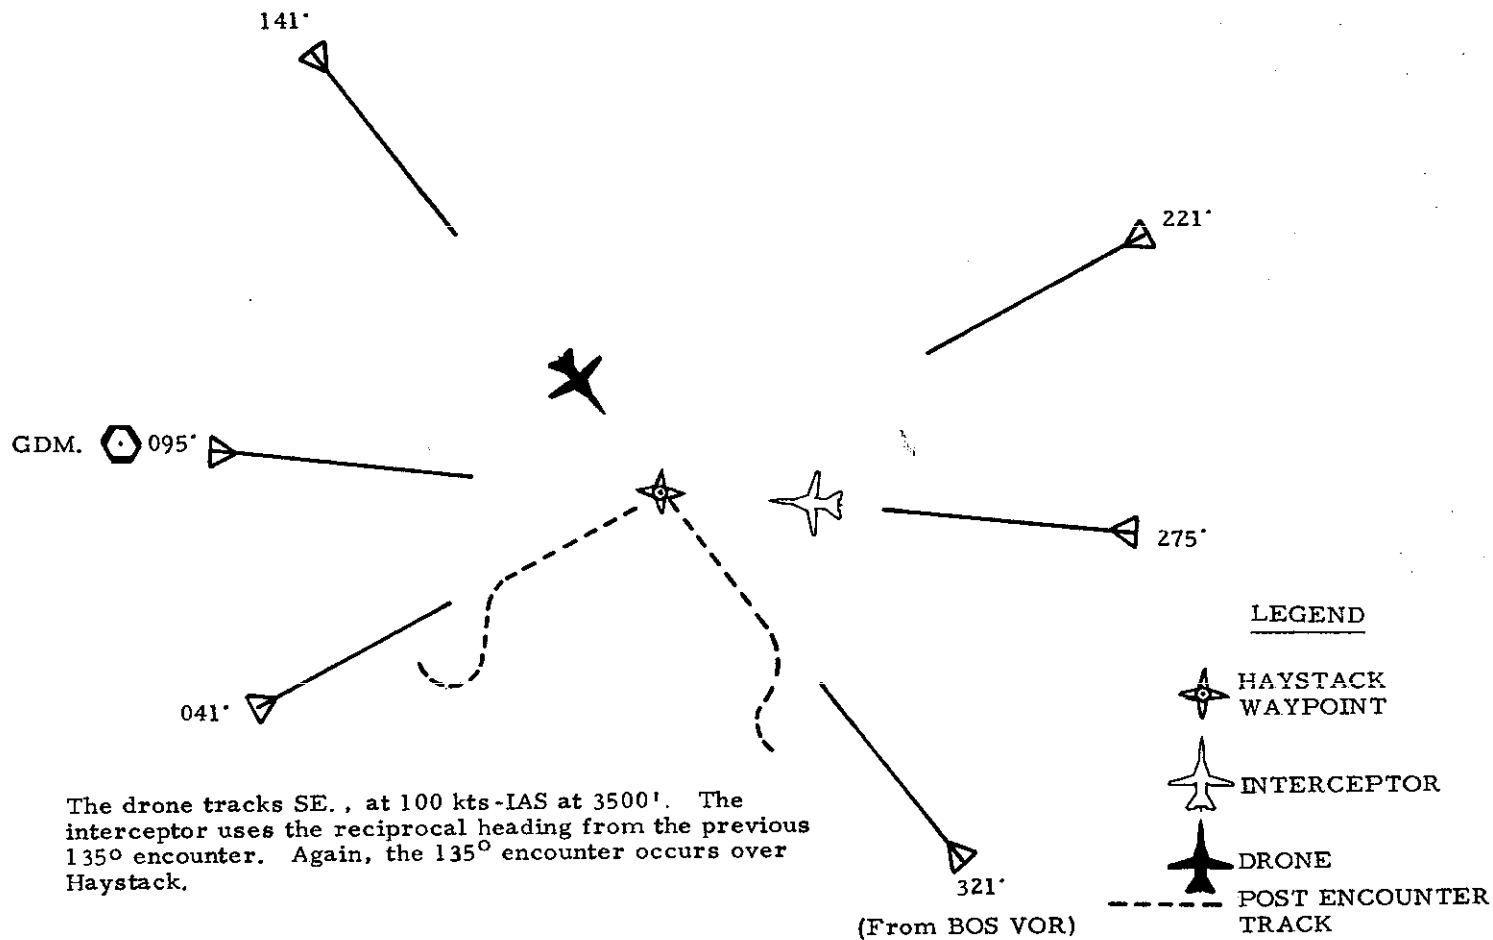 141°
221°
GDM.
095°
275°
LEGEND
HAYSTACK
WAYPOINT
041°
INTERCEPTOR
The drone tracks SE., at 100 kts-IAS at 3500'. The
interceptor uses the reciprocal heading from the previous
135° encounter. Again, the 135° encounter occurs over
Haystack.
DRONE
321°
POST ENCOUNTER
TRACK
(From BOS VOR)